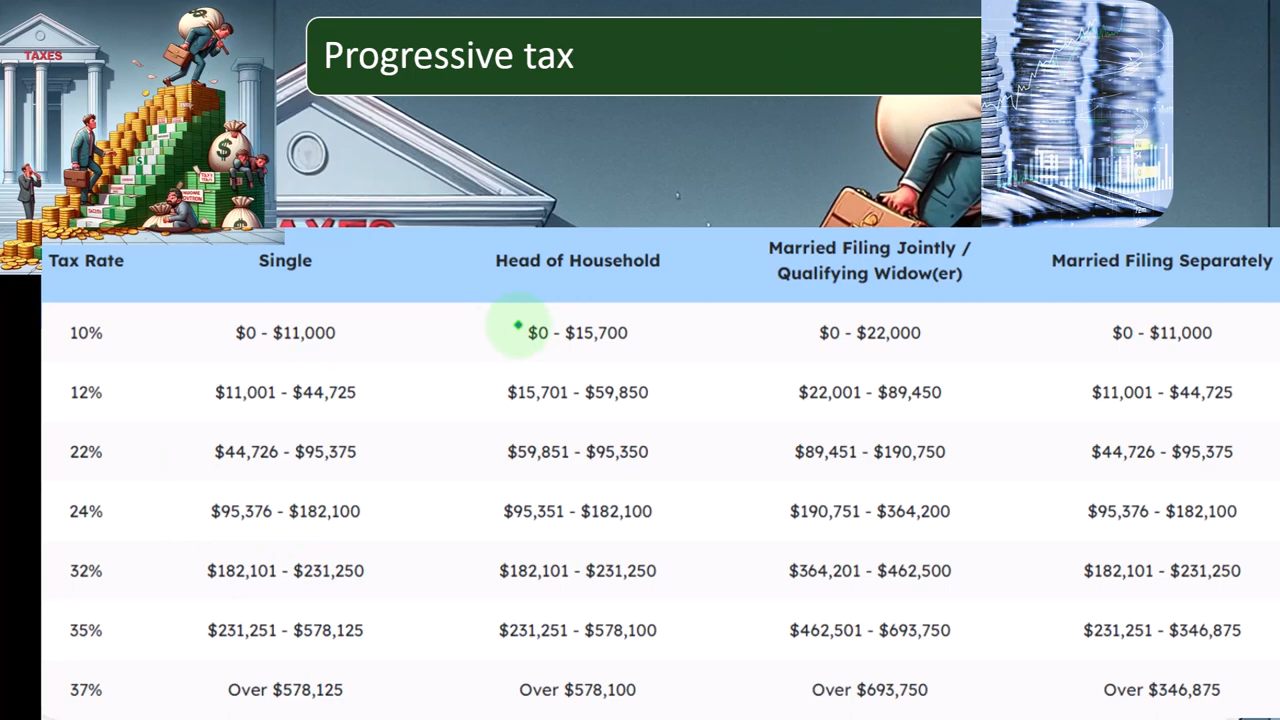 TAXES
Progressive tax
Tax Rate
Single
Head of Household
Married Filing Jointly /
Qualifying Widow(er)
Married Filing Separately
10%
$0 - $11,000
$0 - $15,700
$0 - $22,000
$0 - $11,000
12%
$11,001 - $44,725
$15,701 - $59,850
$22,001 - $89,450
$11,001 - $44,725
22%
$44,726 - $95,375
$59,851 - $95,350
$89,451 - $190,750
$44,726 - $95,375
24%
$95,376 - $182,100
$95,351 - $182,100
$190,751 - $364,200
$95,376 - $182,100
32%
$182,101 - $231,250
$182,101 - $231,250
$364,201 - $462,500
$182,101 - $231,250
35%
$231,251 - $578,125
$231,251 - $578,100
$462,501 - $693,750
$231,251 - $346,875
37%
Over $578,125
Over $578,100
Over $693,750
Over $346,875